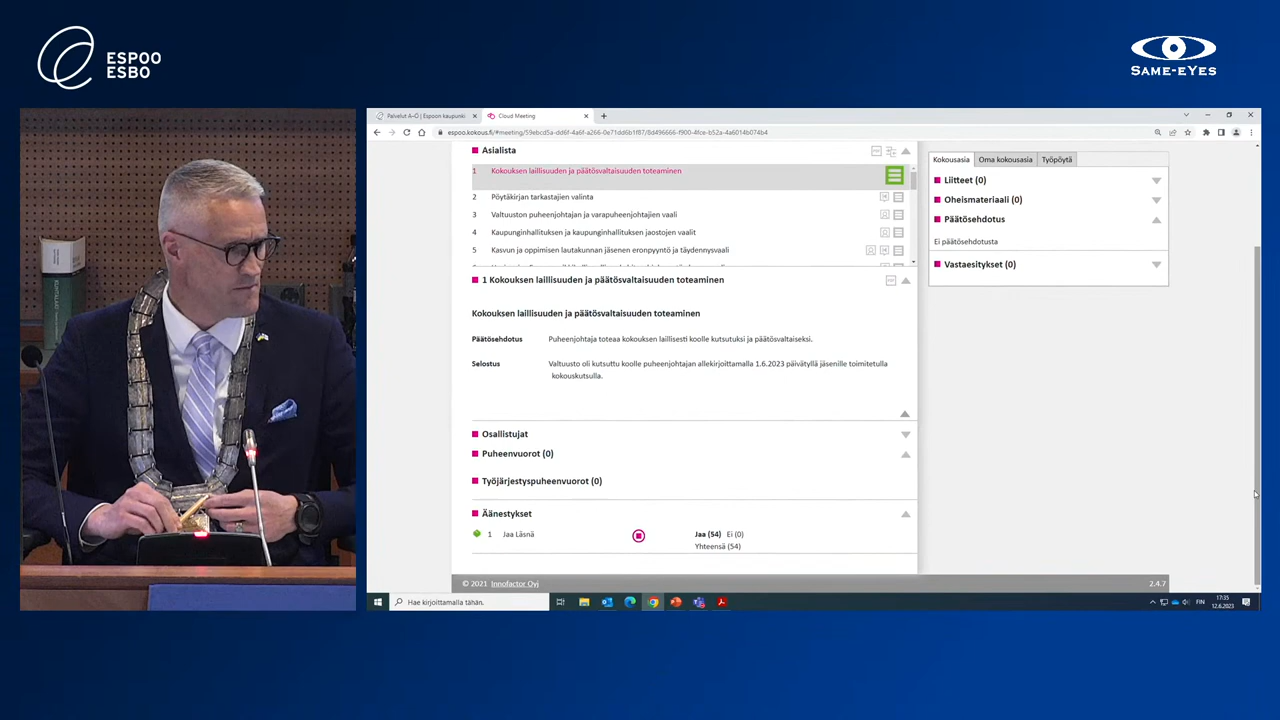 ESPOO
ESBO
SAME-EYES
Palvelut A–Ö | Espoon kaupunki
Cloud Meeting
espoo.kokous.fi/#meeting/59ebcd5a-dd6f-4a6f-a266-0e71dd6b1f87/8d496666-f900-4fce-b52a-4a6014b074b4
Asialista
1 Kokouksen laillisuuden ja päätösvaltaisuuden toteaminen
2 Pöytäkirjan tarkastajien valinta
3 Valtuuston puheenjohtajan ja varapuheenjohtajien vaali
4 Kaupunginhallituksen ja kaupunginhallituksen jaostojen vaalit
5 Kasvun ja oppimisen lautakunnan jäsenen eronpyyntö ja täydennysvaali
1 Kokouksen laillisuuden ja päätösvaltaisuuden toteaminen
Kokouksen laillisuuden ja päätösvaltaisuuden toteaminen
Päätösehdotus Puheenjohtaja toteaa kokouksen laillisesti koolle kutsutuksi ja päätösvaltaiseksi.
Selostus Valtuusto oli kutsuttu koolle puheenjohtajan allekirjoittamalla 1.6.2023 päivätyllä jäsenille toimitetulla
kokouskutsulla.
Osallistujat
Puheenvuorot (0)
Työjärjestyspuheenvuorot (0)
Äänestykset
1 Jaa Läsnä Jaa (54) Ei (0)
Yhteensä (54)
© 2021 Innofactor Oyj 2.4.7
Kokousasia Oma kokousasia Työpöytä
Liitteet (0)
Oheismateriaali (0)
Päätösehdotus
Ei päätösehdotusta
Vastaesitykset (0)
Hae kirjoittamalla tähän.
FIN
17:35
12.6.2023